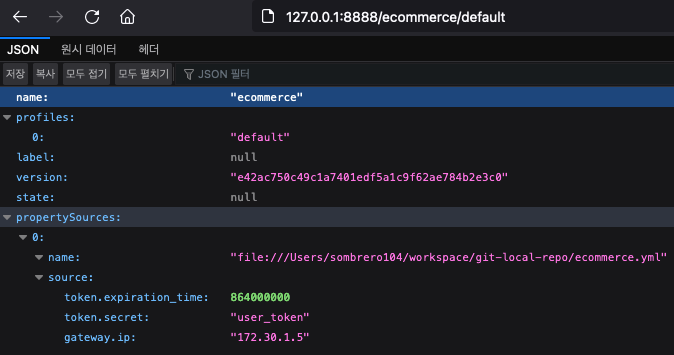 127.0.0.1:8888/ecommerce/default
JSON 원시 데이터 헤더
저장 복사 모두 접기 모두 펼치기 JSON 필터
name: "ecommerce"
profiles:
0: "default"
label: null
version: "e42ac750c49c1a7401edf5a1c9f62ae784b2e3c0"
state: null
propertySources:
0:
name: "file:///Users/sombrero104/workspace/git-local-repo/ecommerce.yml"
source:
token.expiration_time: 864000000
token.secret: "user_token"
gateway.ip: "172.30.1.5"